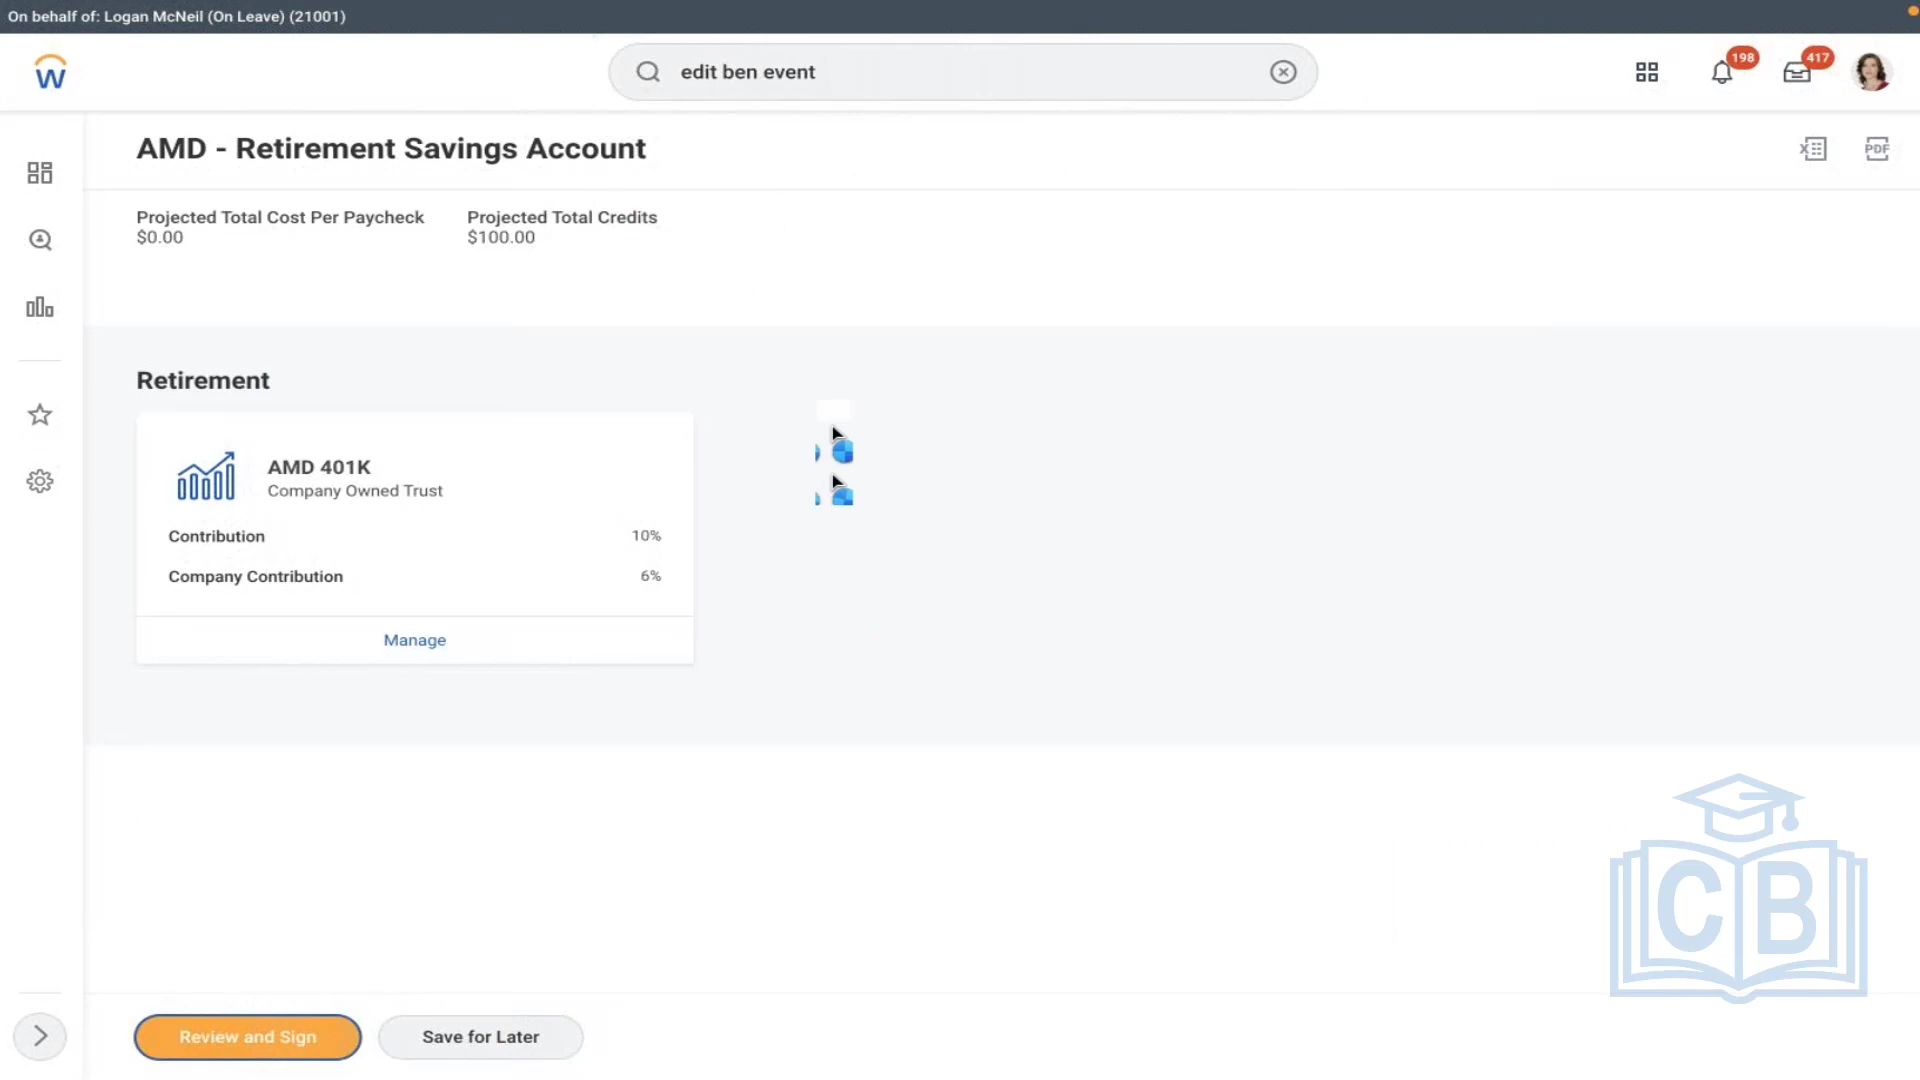 On behalf of: Logan McNeil (On Leave) (21001)
W
edit ben event
198
417
AMD - Retirement Savings Account
X
PDF
Projected Total Cost Per Paycheck
Projected Total Credits
$0.00
$100.00
Retirement
AMD 401K
Company Owned Trust
Contribution
10%
Company Contribution
6%
Manage
CB
Review and Sign
Save for Later